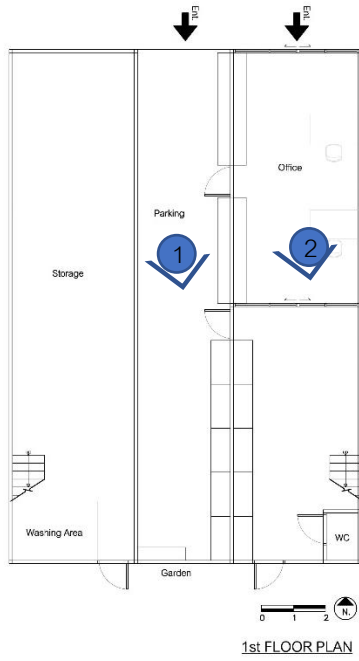 Ent.
Ent.
Office
Parking
1
2
Storage
Washing Area
WC
Garden
0 1 2
N.
1st FLOOR PLAN